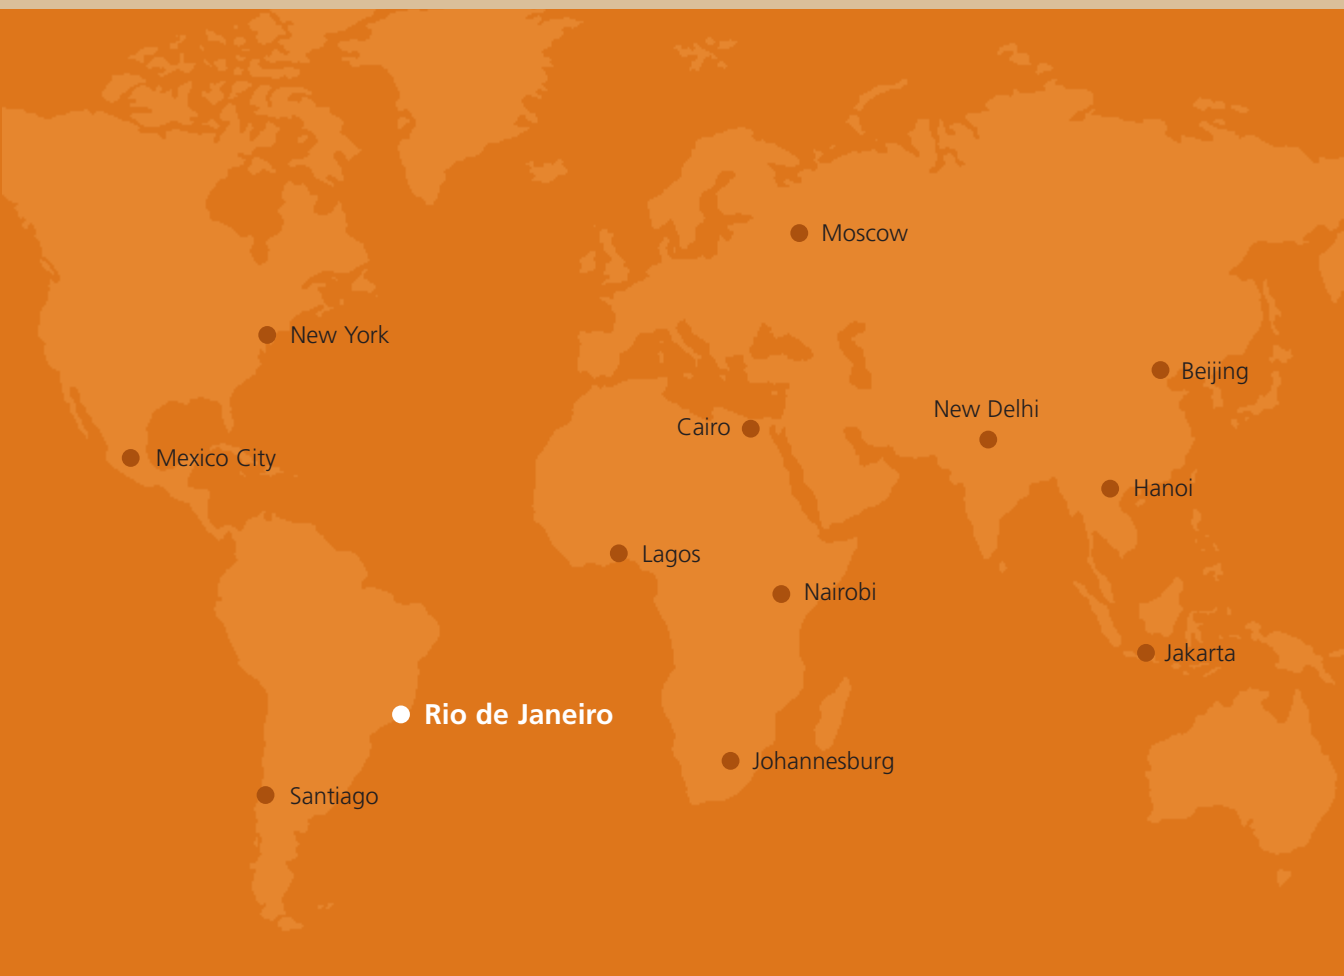 Moscow
New York
Beijing
New Delhi
Cairo
Mexico City
Hanoi
Lagos
Nairobi
Jakarta
Rio de Janeiro
Johannesburg
Santiago